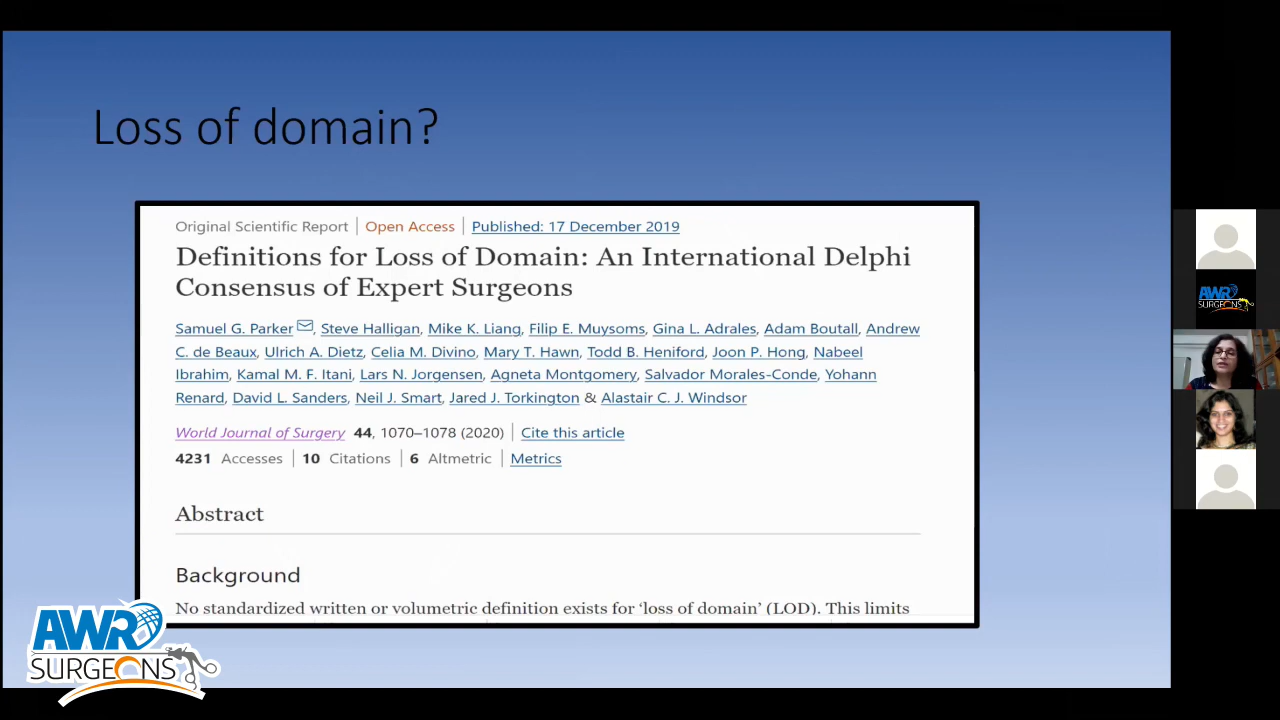 Loss of domain?
Original Scientific Report | Open Access | Published: 17 December 2019
Definitions for Loss of Domain: An International Delphi
Consensus of Expert Surgeons
Samuel G. Parker, Steve Halligan, Mike K. Liang, Filip E. Muysoms, Gina L. Adrales, Adam Boutall, Andrew
C. de Beaux, Ulrich A. Dietz, Celia M. Divino, Mary T. Hawn, Todd B. Heniford, Joon P. Hong, Nabeel
Ibrahim, Kamal M. F. Itani, Lars N. Jorgensen, Agneta Montgomery, Salvador Morales-Conde, Yohann
Renard, David L. Sanders, Neil J. Smart, Jared J. Torkington & Alastair C. J. Windsor
World Journal of Surgery 44, 1070–1078 (2020) | Cite this article
4231 Accesses | 10 Citations | 6 Altmetric | Metrics
Abstract
Background
No standardized written or volumetric definition exists for ‘loss of domain’ (LOD). This limits
AWR
SURGEONS
AWR
SURGEONS